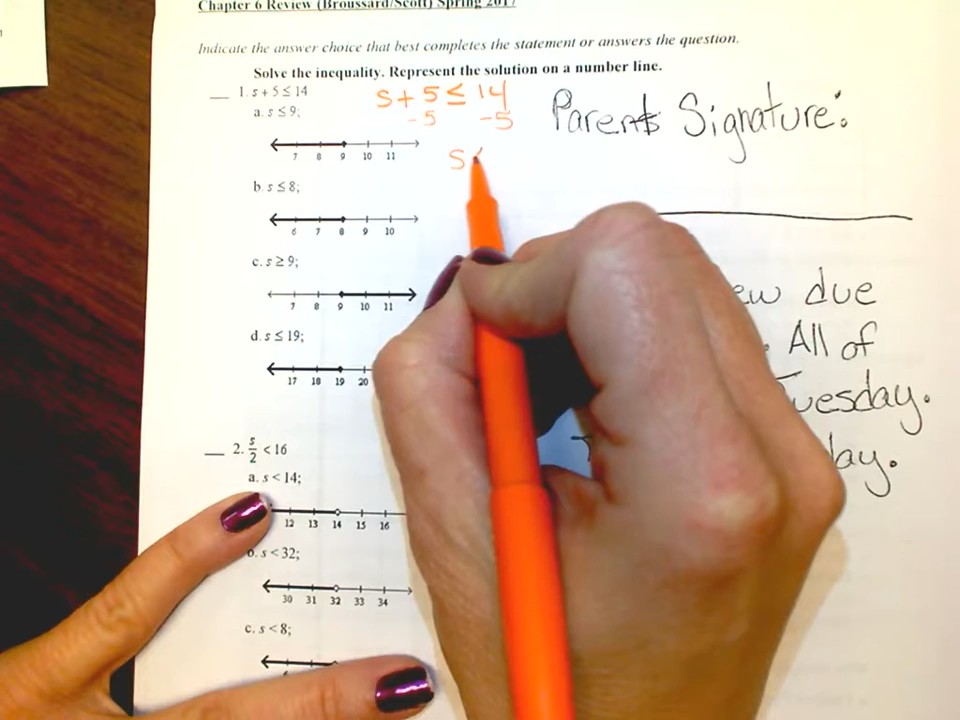 Chapter 6 Review (Broussard/Scott) Spring 2017
Indicate the answer choice that best completes the statement or answers the question.
Solve the inequality. Represent the solution on a number line.
1. s + 5 ≤ 14
s + 5 ≤ 14
-5 -5
s
Parent Signature:
a. s ≤ 9;
7 8 9 10 11
b. s ≤ 8;
6 7 8 9 10
c. s ≥ 9;
7 8 9 10 11
d. s ≤ 19;
17 18 19 20
due
All of
Tuesday.
2. s/2 < 16
a. s < 14;
12 13 14 15 16
b. s < 32;
30 31 32 33 34
c. s < 8;